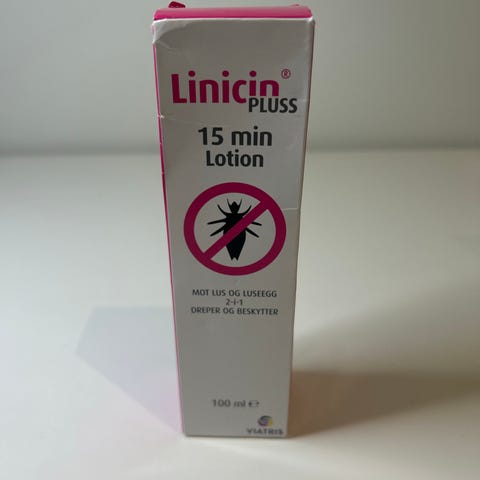 Linicin®
PLUSS
15 min
Lotion
MOT LUS OG LUSEEGG
2-i-1
DREPER OG BESKYTTER
100 ml ℮
VIATRIS